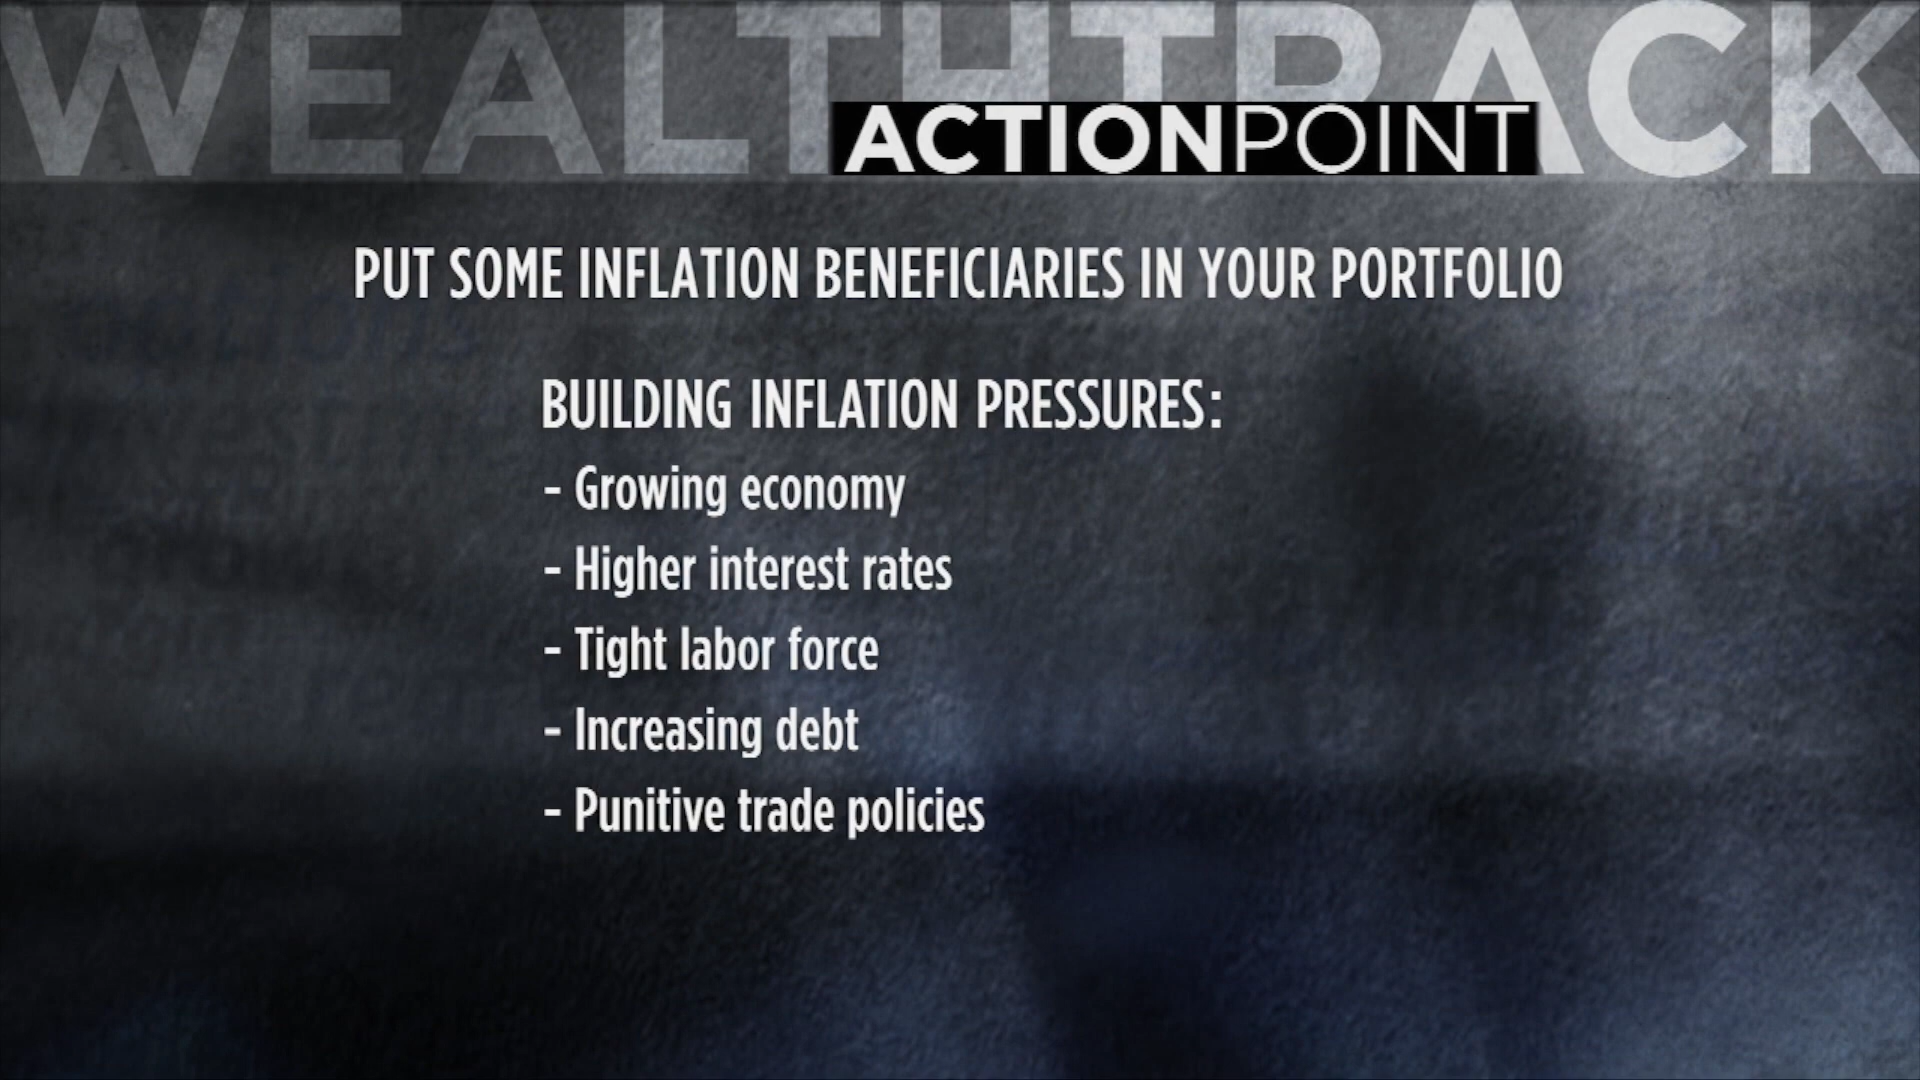 WEALTHTRACK
ACTIONPOINT
PUT SOME INFLATION BENEFICIARIES IN YOUR PORTFOLIO
BUILDING INFLATION PRESSURES:
- Growing economy
- Higher interest rates
- Tight labor force
- Increasing debt
- Punitive trade policies